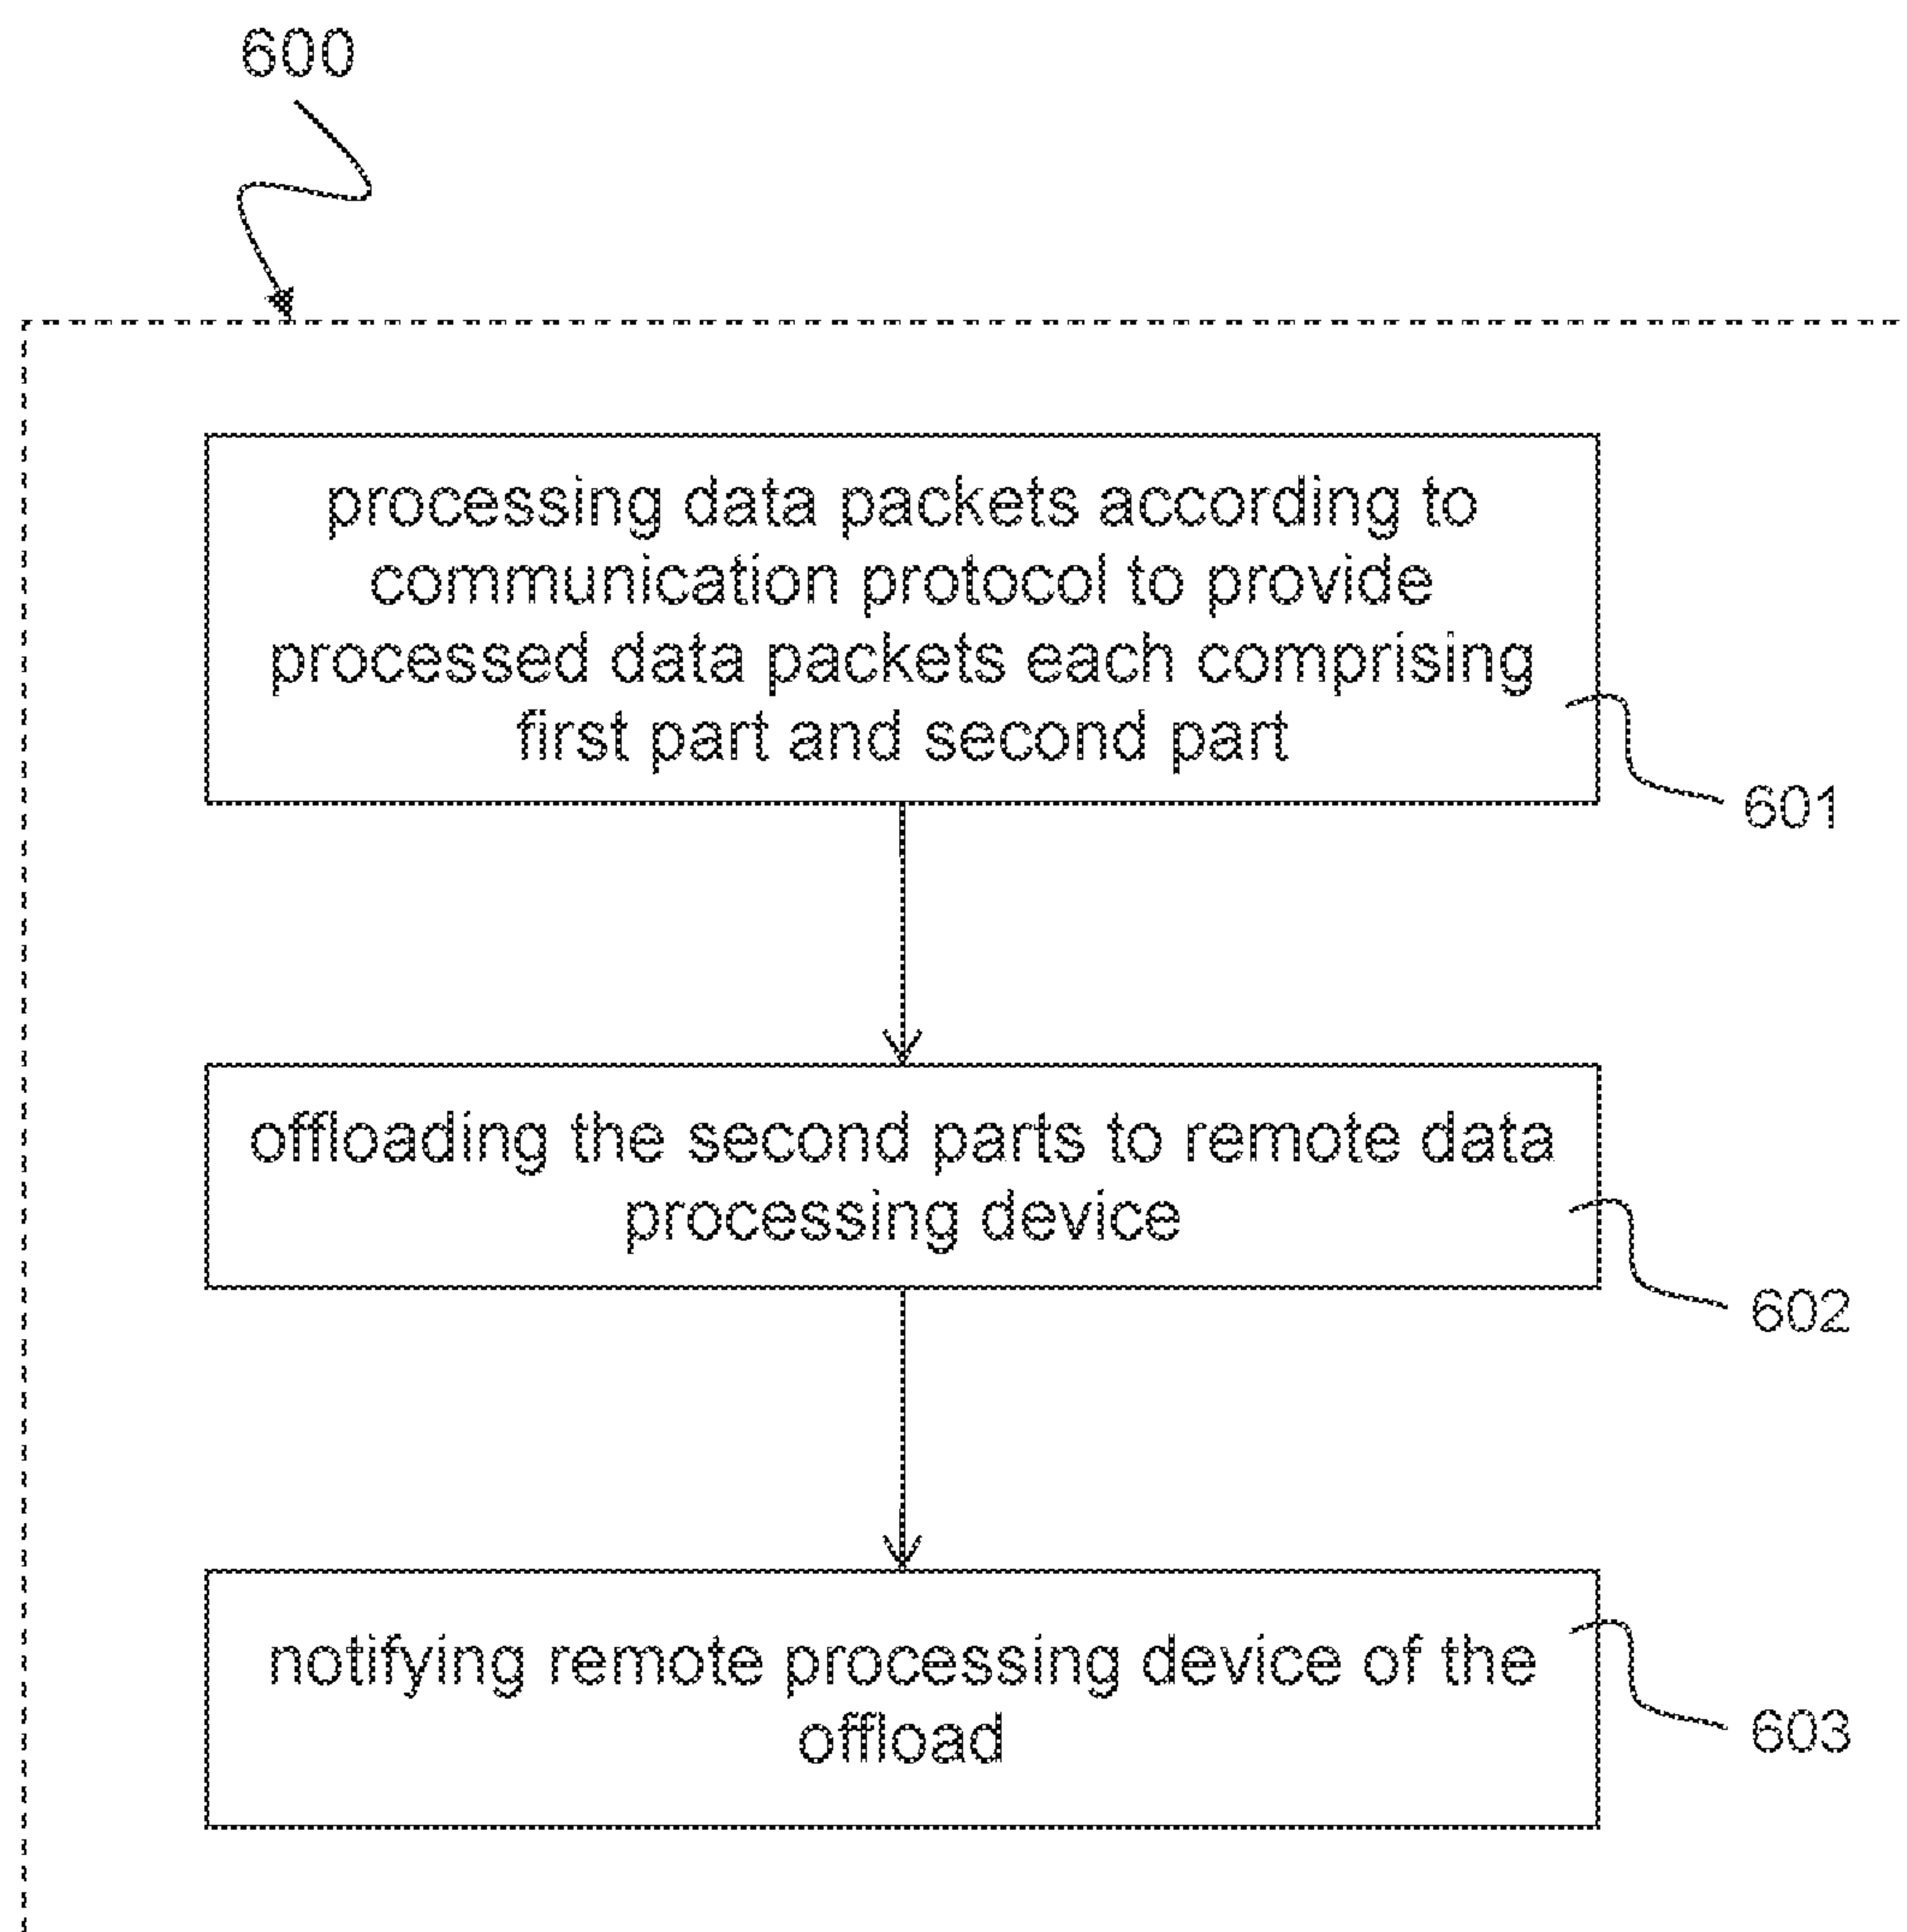 600
processing data packets according to
communication protocol to provide
processed data packets each comprising
first part and second part
601
offloading the second parts to remote data
processing device
602
notifying remote processing device of the
offload
603